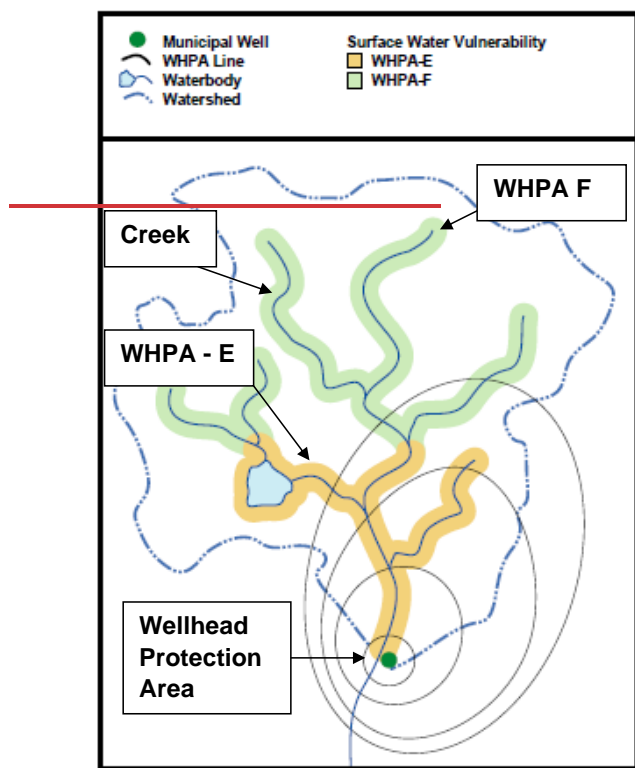 Municipal Well
WHPA Line
Waterbody
Watershed
Surface Water Vulnerability
WHPA-E
WHPA-F
WHPA F
Creek
WHPA - E
Wellhead
Protection
Area